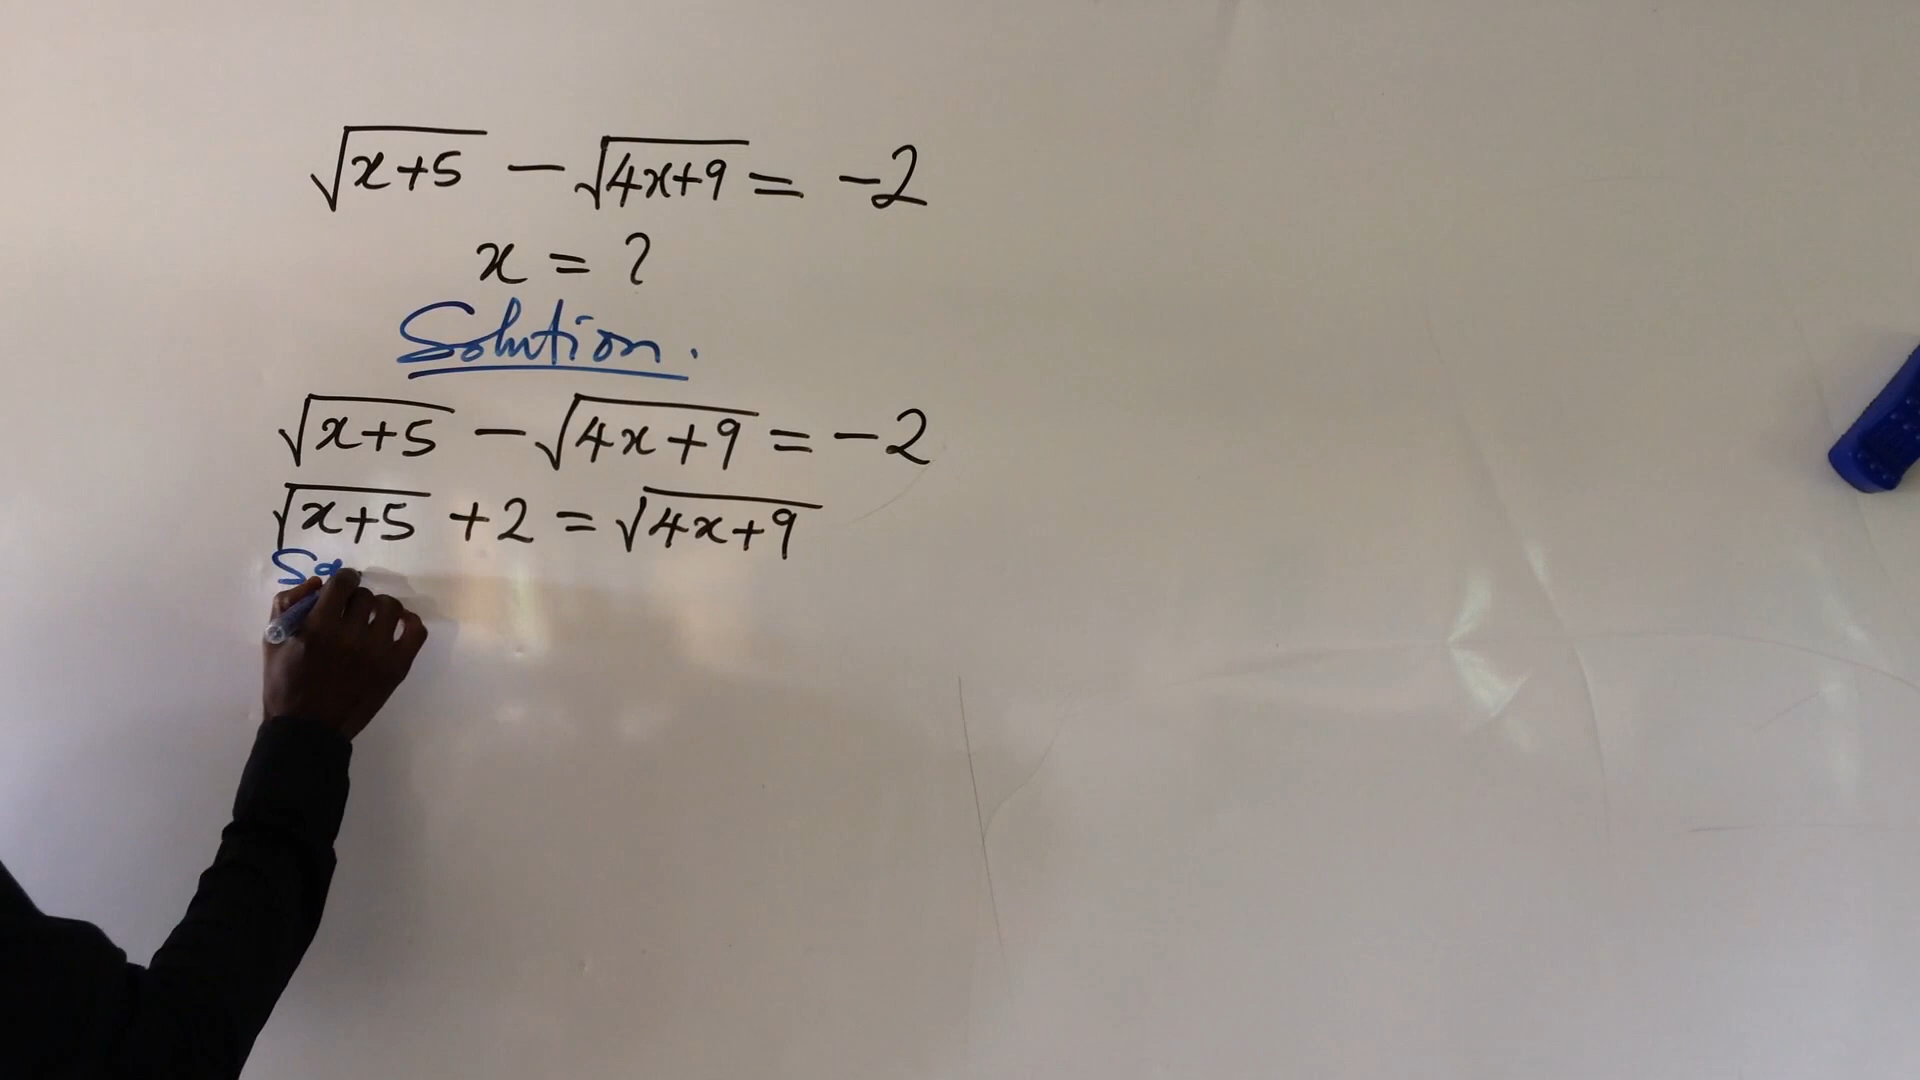 √(x+5) − √(4x+9) = −2
x = ?
Solution.
√(x+5) − √(4x+9) = −2
√(x+5) + 2 = √(4x+9)